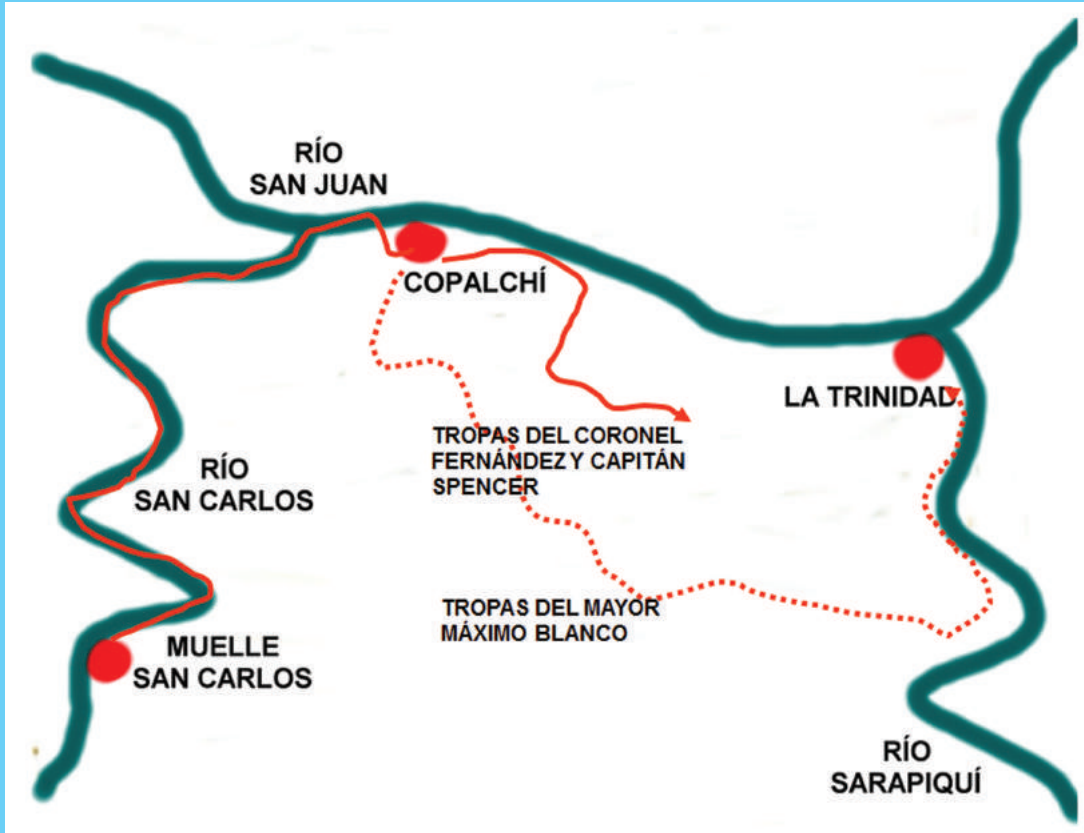 RÍO
SAN JUAN
COPALCHÍ
LA TRINIDAD
TROPAS DEL CORONEL
FERNÁNDEZ Y CAPITÁN
SPENCER
RÍO
SAN CARLOS
TROPAS DEL MAYOR
MÁXIMO BLANCO
MUELLE
SAN CARLOS
RÍO
SARAPIQUÍ